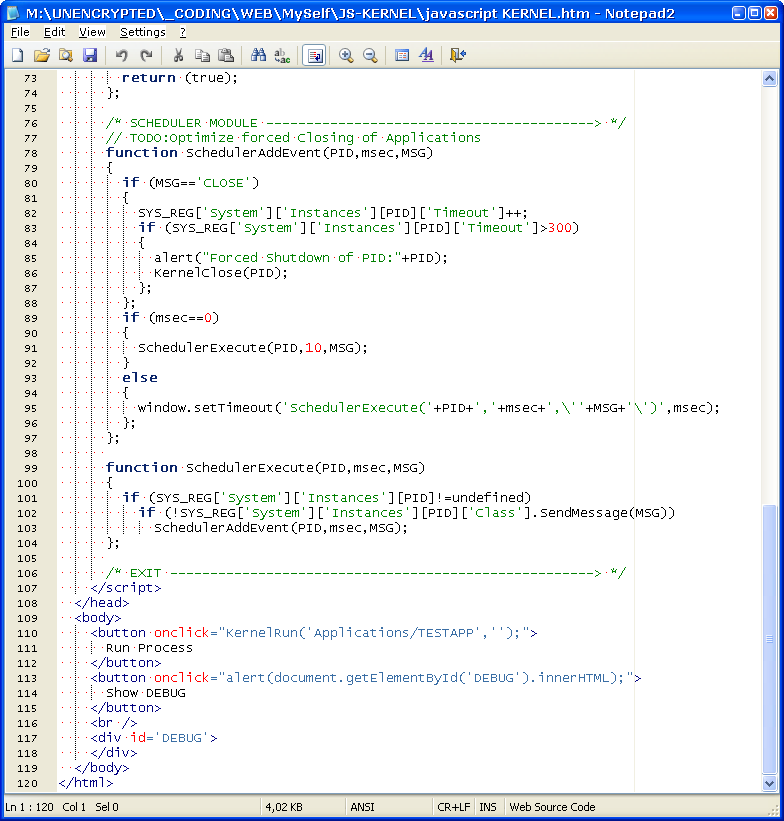 M:\UNENCRYPTED\_CODING\WEB\MySelf\JS-KERNEL\javascript KERNEL.htm - Notepad2
File Edit View Settings ?
73 return (true);
74 };
75
76 /* SCHEDULER MODULE -----------------------------------------> */
77 // TODO:Optimize forced Closing of Applications
78 function SchedulerAddEvent(PID,msec,MSG)
79 {
80 if (MSG=='CLOSE')
81 {
82 SYS_REG['System']['Instances'][PID]['Timeout']++;
83 if (SYS_REG['System']['Instances'][PID]['Timeout']>300)
84 {
85 alert("Forced Shutdown of PID:"+PID);
86 KernelClose(PID);
87 };
88 };
89 if (msec==0)
90 {
91 SchedulerExecute(PID,10,MSG);
92 }
93 else
94 {
95 window.setTimeout('SchedulerExecute('+PID+','+msec+',\''+MSG+'\')',msec);
96 };
97 };
98
99 function SchedulerExecute(PID,msec,MSG)
100 {
101 if (SYS_REG['System']['Instances'][PID]!=undefined)
102 if (!SYS_REG['System']['Instances'][PID]['Class'].SendMessage(MSG))
103 SchedulerAddEvent(PID,msec,MSG);
104 };
105
106 /* EXIT -----------------------------------------------------> */
107 </script>
108 </head>
109 <body>
110 <button onclick="KernelRun('Applications/TESTAPP','');">
111 Run Process
112 </button>
113 <button onclick="alert(document.getElementById('DEBUG').innerHTML);">
114 Show DEBUG
115 </button>
116 <br />
117 <div id='DEBUG'>
118 </div>
119 </body>
120 </html>
Ln 1 : 120 Col 1 Sel 0 4,02 KB ANSI CR+LF INS Web Source Code